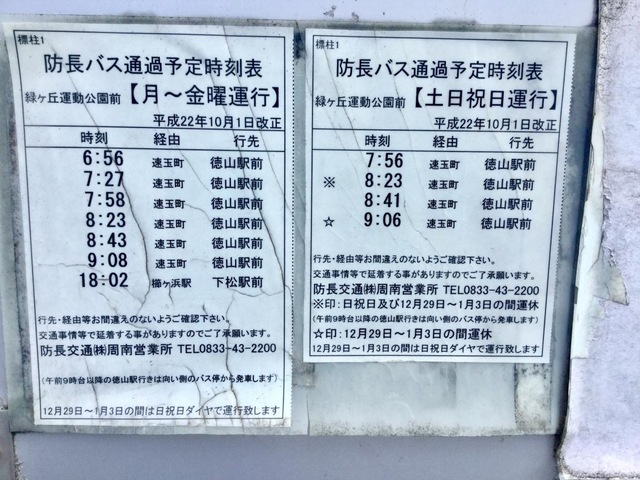 標柱1
防長バス通過予定時刻表
緑ヶ丘運動公園前【月～金曜運行】
平成22年10月1日改正
時刻 経由 行先
6:56 速玉町 徳山駅前
7:27 速玉町 徳山駅前
7:58 速玉町 徳山駅前
8:23 速玉町 徳山駅前
8:43 速玉町 徳山駅前
9:08 速玉町 徳山駅前
18:02 櫛ヶ浜駅 下松駅前
行先・経由等お間違えのないようご確認下さい。
交通事情等で延着する事がありますのでご了承願います。
防長交通㈱周南営業所 TEL0833-43-2200
(午前9時台以降の徳山駅行きは向い側のバス停から発車します)
12月29日～1月3日の間は日祝日ダイヤで運行致します
標柱1
防長バス通過予定時刻表
緑ヶ丘運動公園前【土日祝日運行】
平成22年10月1日改正
時刻 経由 行先
7:56 速玉町 徳山駅前
※ 8:23 速玉町 徳山駅前
8:41 速玉町 徳山駅前
☆ 9:06 速玉町 徳山駅前
行先・経由等お間違えのないようご確認下さい。
交通事情等で延着する事がありますのでご了承願います。
防長交通㈱周南営業所 TEL0833-43-2200
※印:日祝日及び12月29日～1月3日の間運休
(午前9時台以降の徳山駅行きは向い側のバス停から発車します)
☆印:12月29日～1月3日の間運休
12月29日～1月3日の間は日祝日ダイヤで運行致します